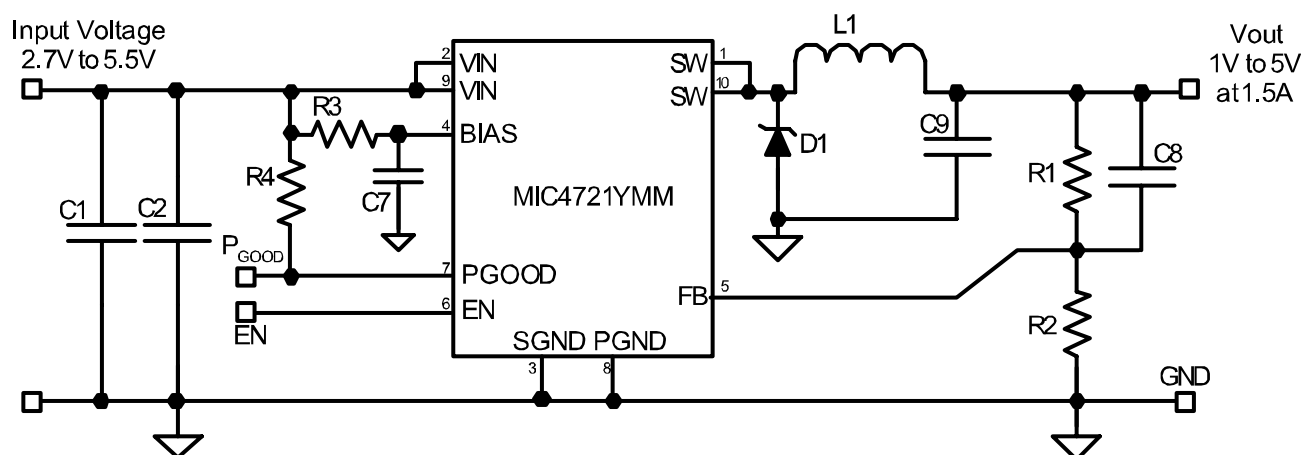 Input Voltage
2.7V to 5.5V
L1
Vout
1V to 5V
at 1.5A
2
VIN
9
VIN
SW
1
SW
10
R3
4
BIAS
D1
C9
R4
C7
MIC4721YMM
R1
C8
C1
C2
PGOOD
7
PGOOD
FB
5
6
EN
EN
R2
SGND PGND
3
8
GND